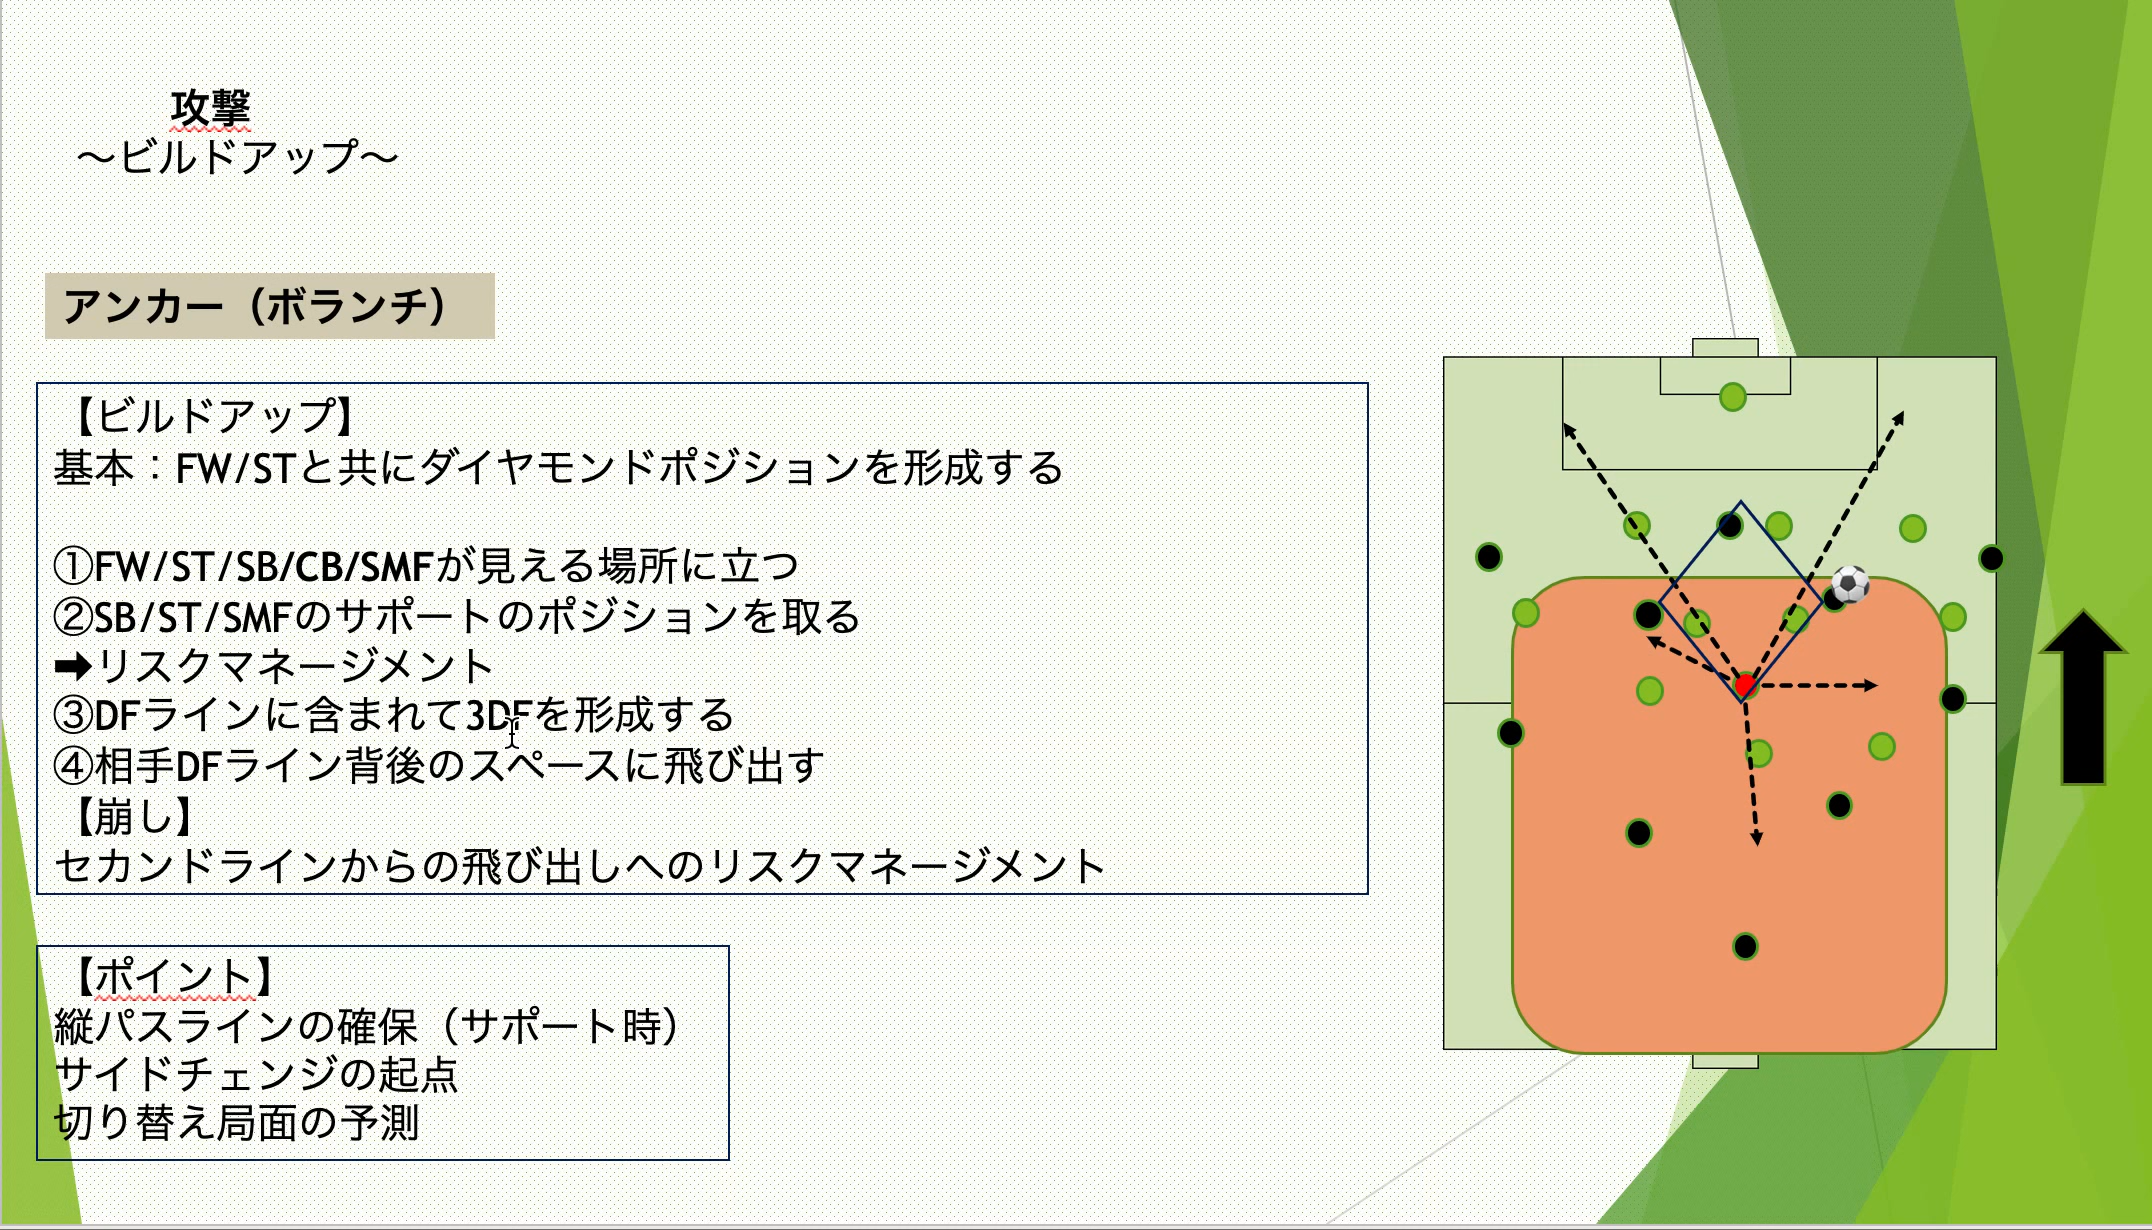 攻撃
〜ビルドアップ〜
アンカー（ボランチ）
【ビルドアップ】
基本：FW/STと共にダイヤモンドポジションを形成する
①FW/ST/SB/CB/SMFが見える場所に立つ
②SB/ST/SMFのサポートのポジションを取る
➡リスクマネージメント
③DFラインに含まれて3DFを形成する
④相手DFライン背後のスペースに飛び出す
【崩し】
セカンドラインからの飛び出しへのリスクマネージメント
【ポイント】
縦パスラインの確保（サポート時）
サイドチェンジの起点
切り替え局面の予測